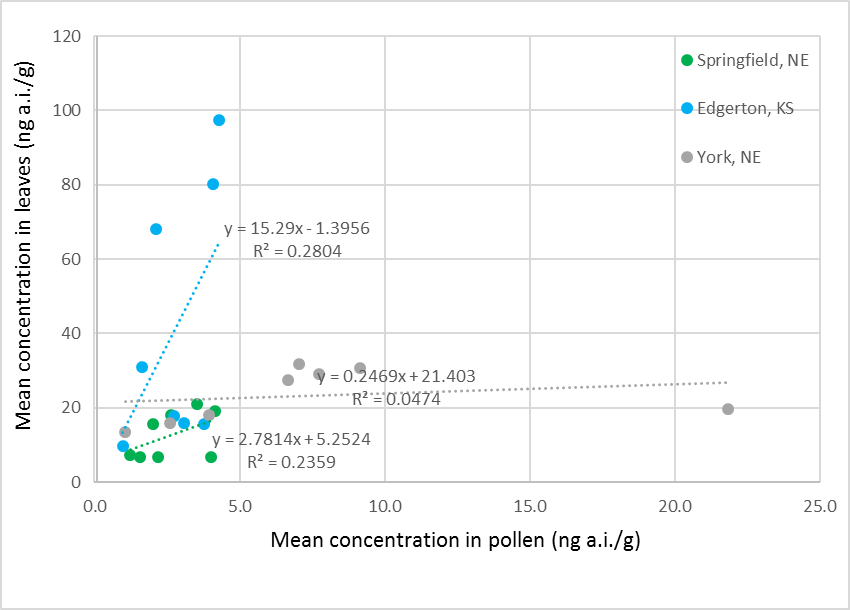 120
100
80
60
40
20
0
0.0
5.0
10.0
15.0
20.0
25.0
Mean concentration in leaves (ng a.i./g)
Mean concentration in pollen (ng a.i./g)
Springfield, NE
Edgerton, KS
York, NE
y = 15.29x - 1.3956
R² = 0.2804
y = 0.2469x + 21.403
R² = 0.0474
y = 2.7814x + 5.2524
R² = 0.2359